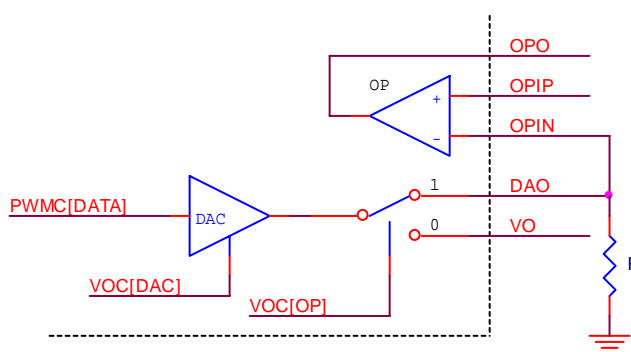 OPO
OP
OPIP
+
OPIN
−
1
DAO
PWMC[DATA]
DAC
0
VO
VOC[DAC]
VOC[OP]